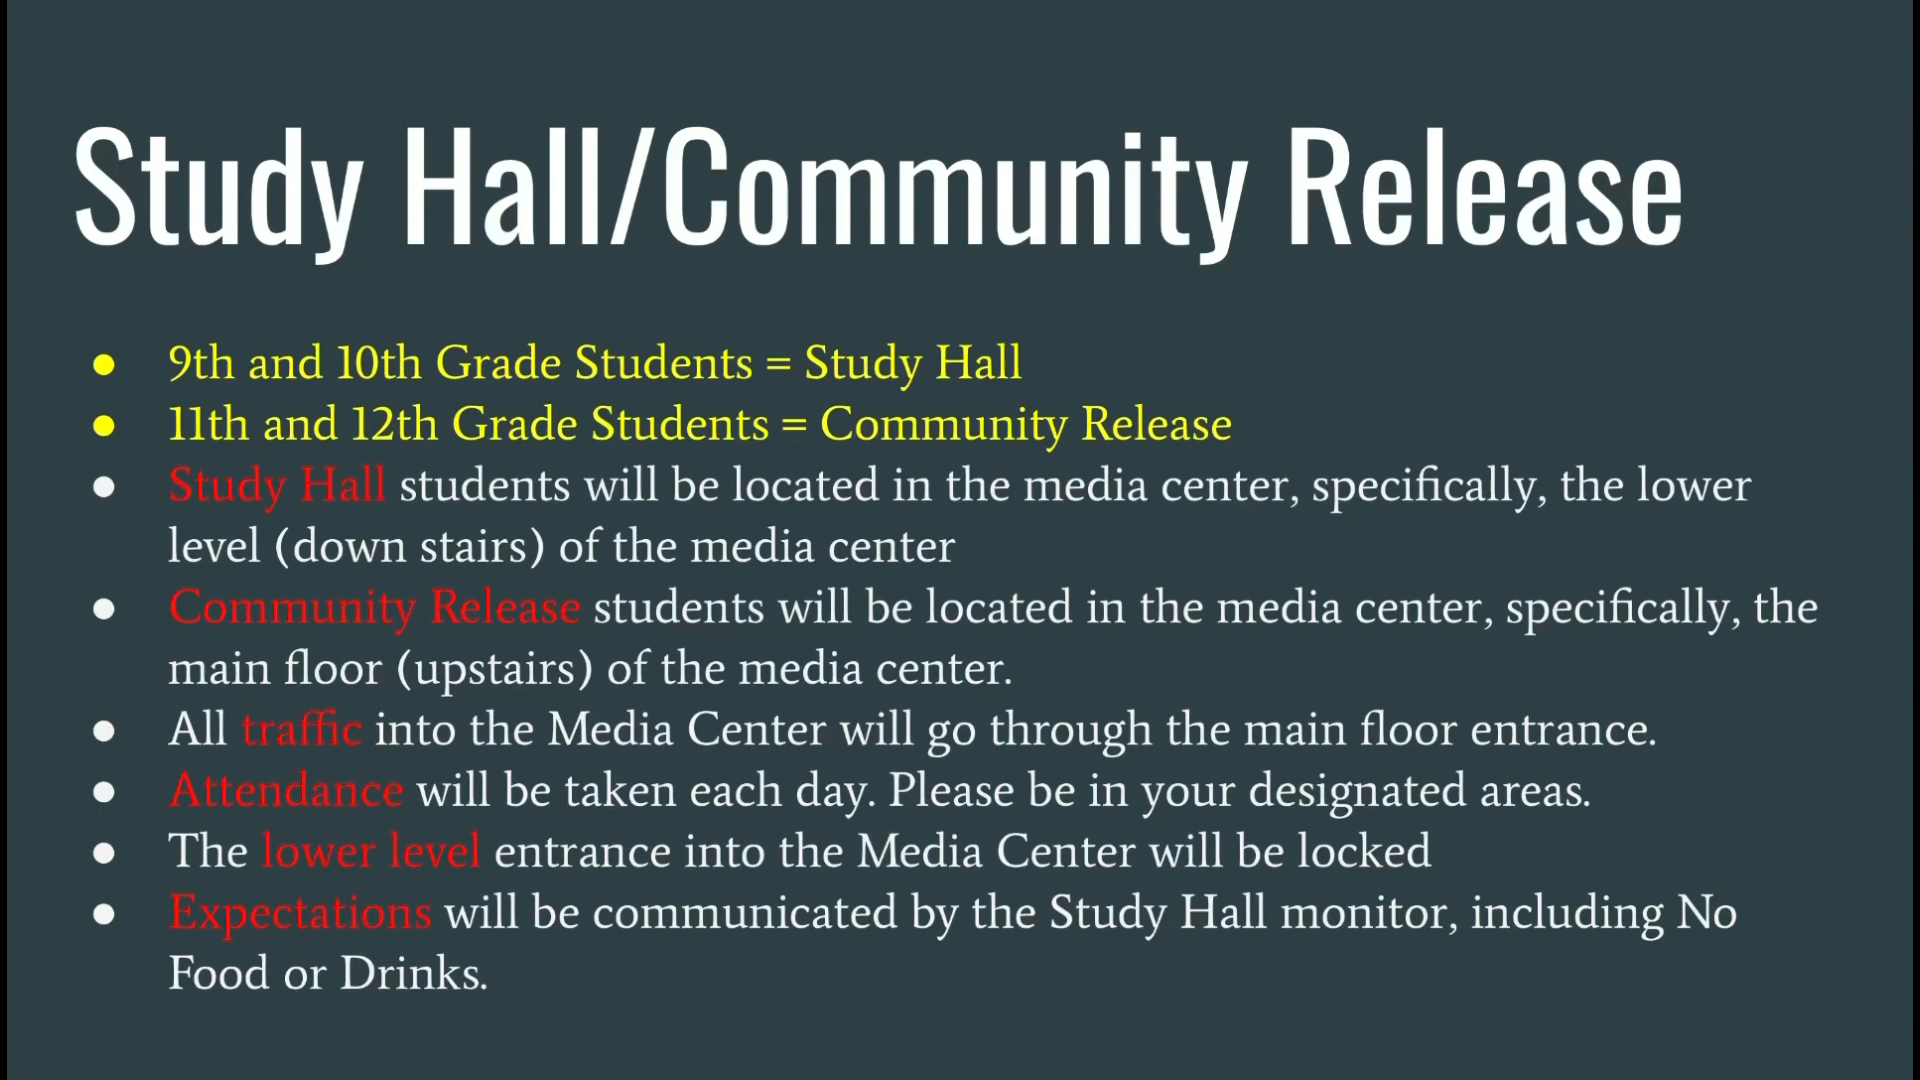 Study Hall/Community Release
● 9th and 10th Grade Students = Study Hall
● 11th and 12th Grade Students = Community Release
● Study Hall students will be located in the media center, specifically, the lower
level (down stairs) of the media center
● Community Release students will be located in the media center, specifically, the
main floor (upstairs) of the media center.
● All traffic into the Media Center will go through the main floor entrance.
● Attendance will be taken each day. Please be in your designated areas.
● The lower level entrance into the Media Center will be locked
● Expectations will be communicated by the Study Hall monitor, including No
Food or Drinks.